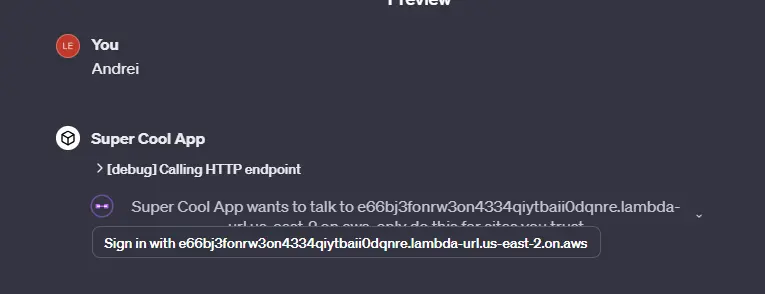 Preview
LE
You
Andrei
Super Cool App
[debug] Calling HTTP endpoint
Super Cool App wants to talk to e66bj3fonrw3on4334qiytbaii0dqnre.lambda-
url.us-east-2.on.aws, only do this for sites you trust
Sign in with e66bj3fonrw3on4334qiytbaii0dqnre.lambda-url.us-east-2.on.aws